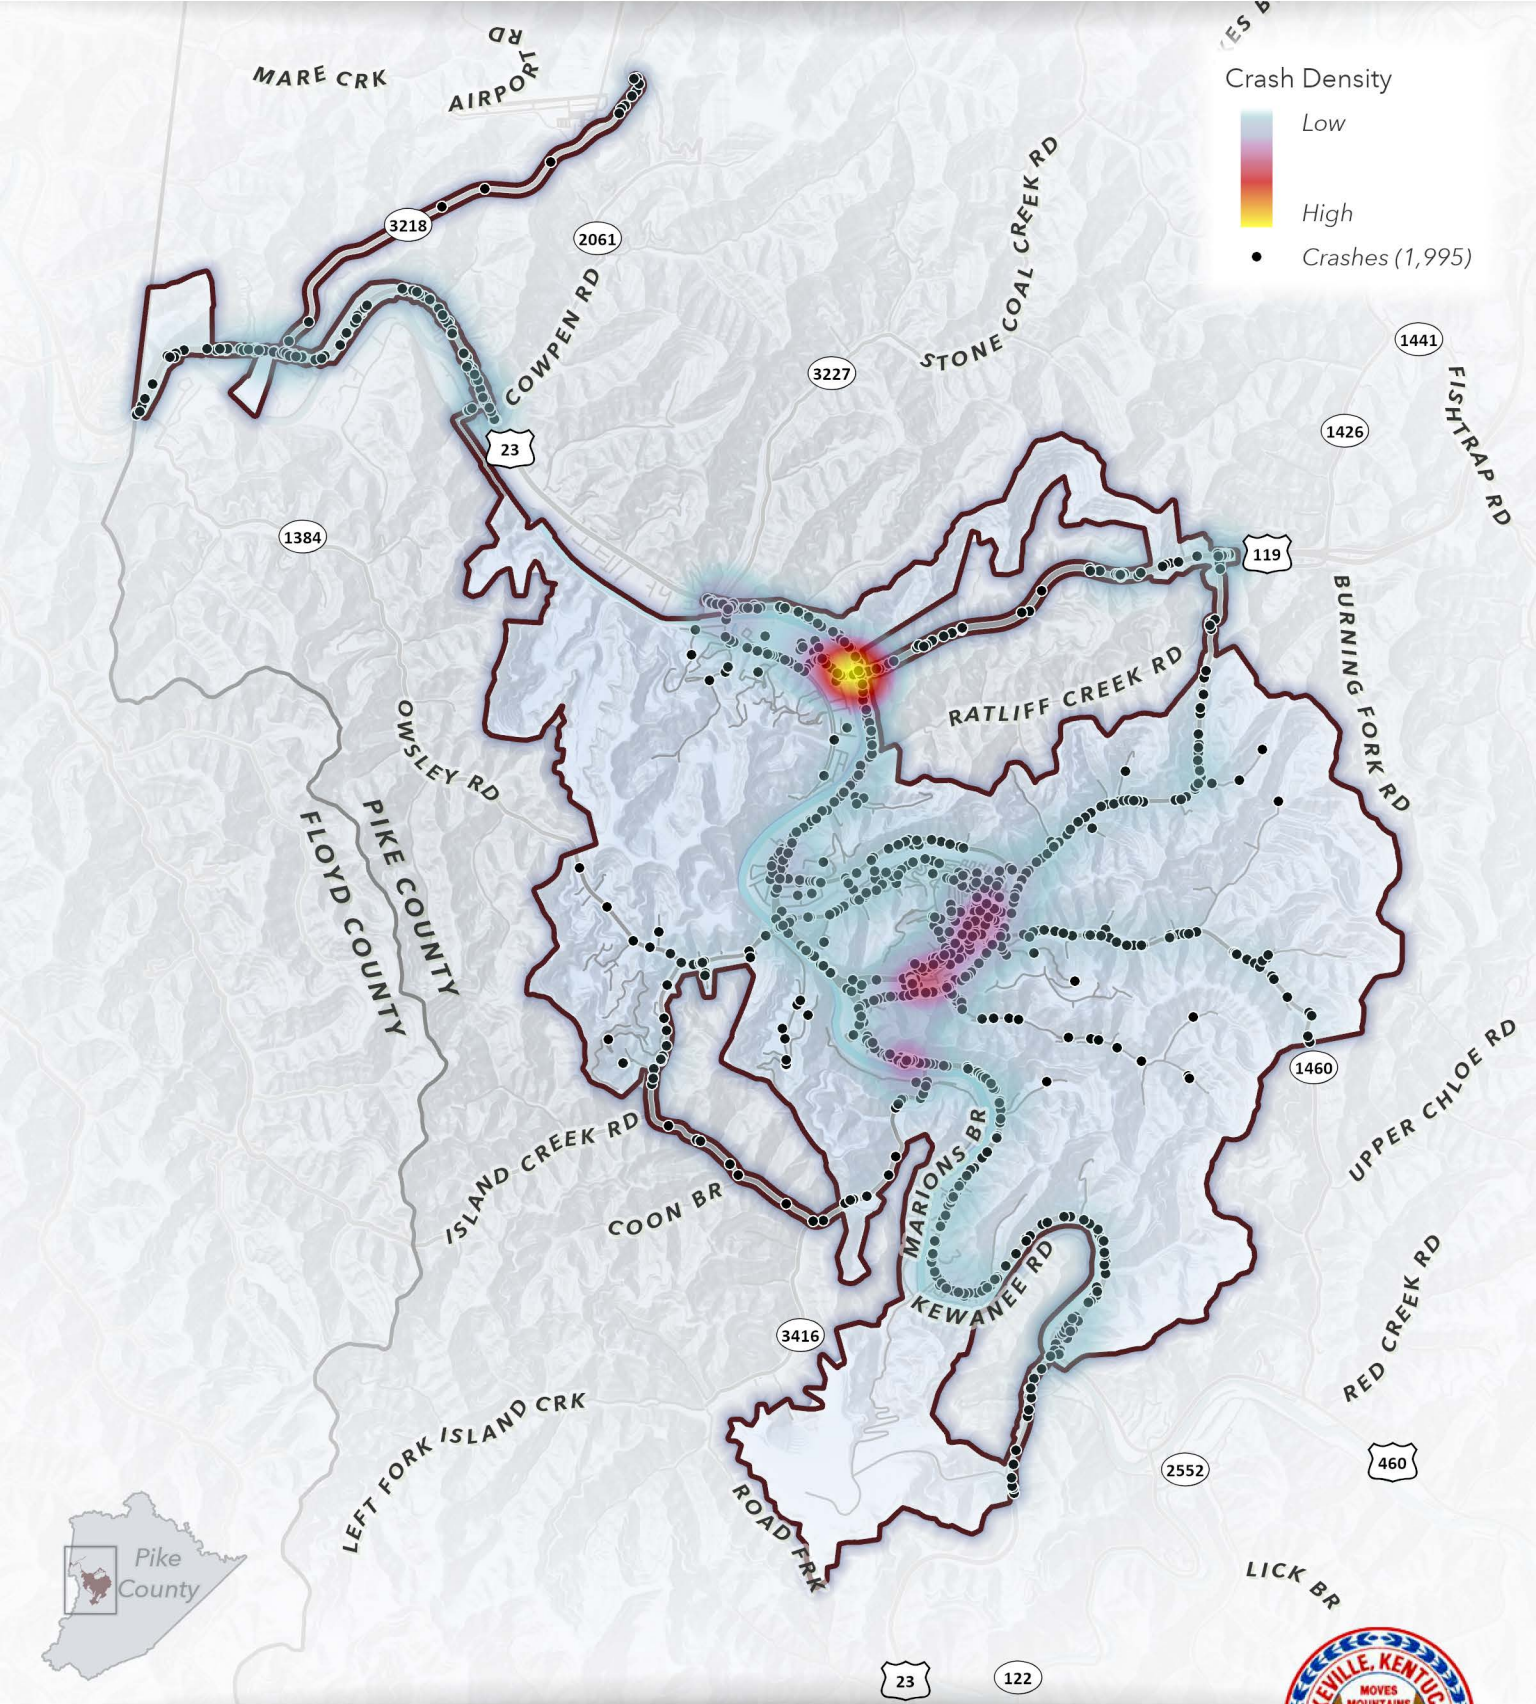 MARE CRK
AIRPORT RD
Crash Density
Low
High
Crashes (1,995)
3218
2061
COWPEN RD
STONE COAL CREEK RD
3227
1441
FISHTRAP RD
1426
23
1384
119
BURNING FORK RD
RATLIFF CREEK RD
OWSLEY RD
PIKE COUNTY
FLOYD COUNTY
1460
UPPER CHLOE RD
ISLAND CREEK RD
COON BR
MARIONS BR
KEWANEE RD
RED CREEK RD
3416
LEFT FORK ISLAND CRK
ROAD FRK
2552
460
Pike
County
LICK BR
23
122
KENTUC
MOVES
MOUNTAINS